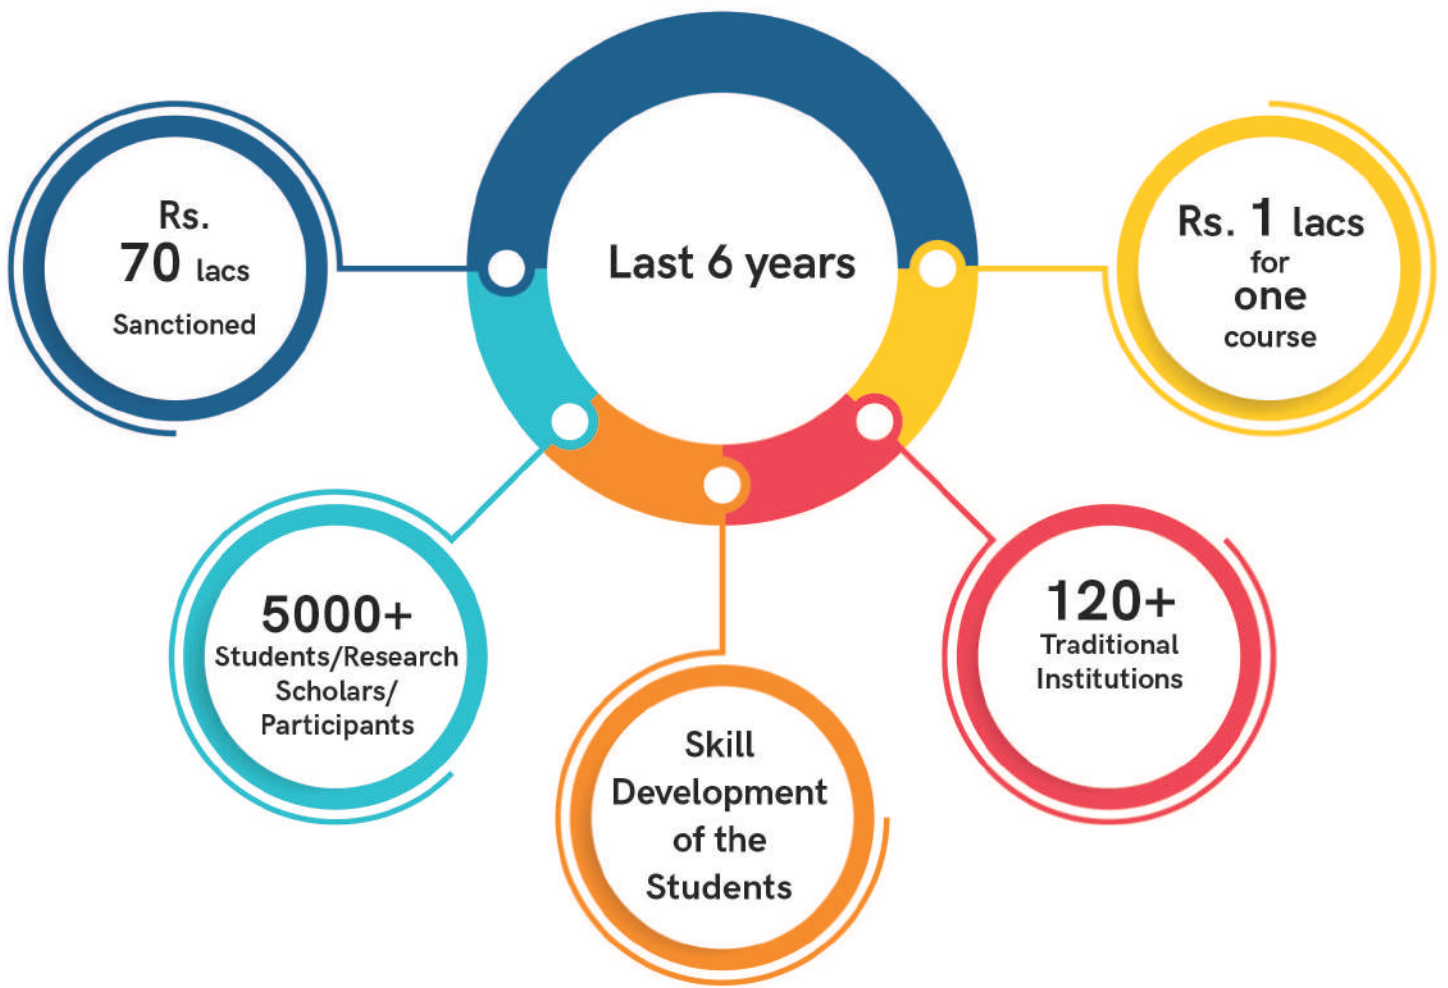 Last 6 years
Rs.
70 lacs
Sanctioned
5000+
Students/Research
Scholars/
Participants
Skill
Development
of the
Students
120+
Traditional
Institutions
Rs. 1 lacs
for
one
course